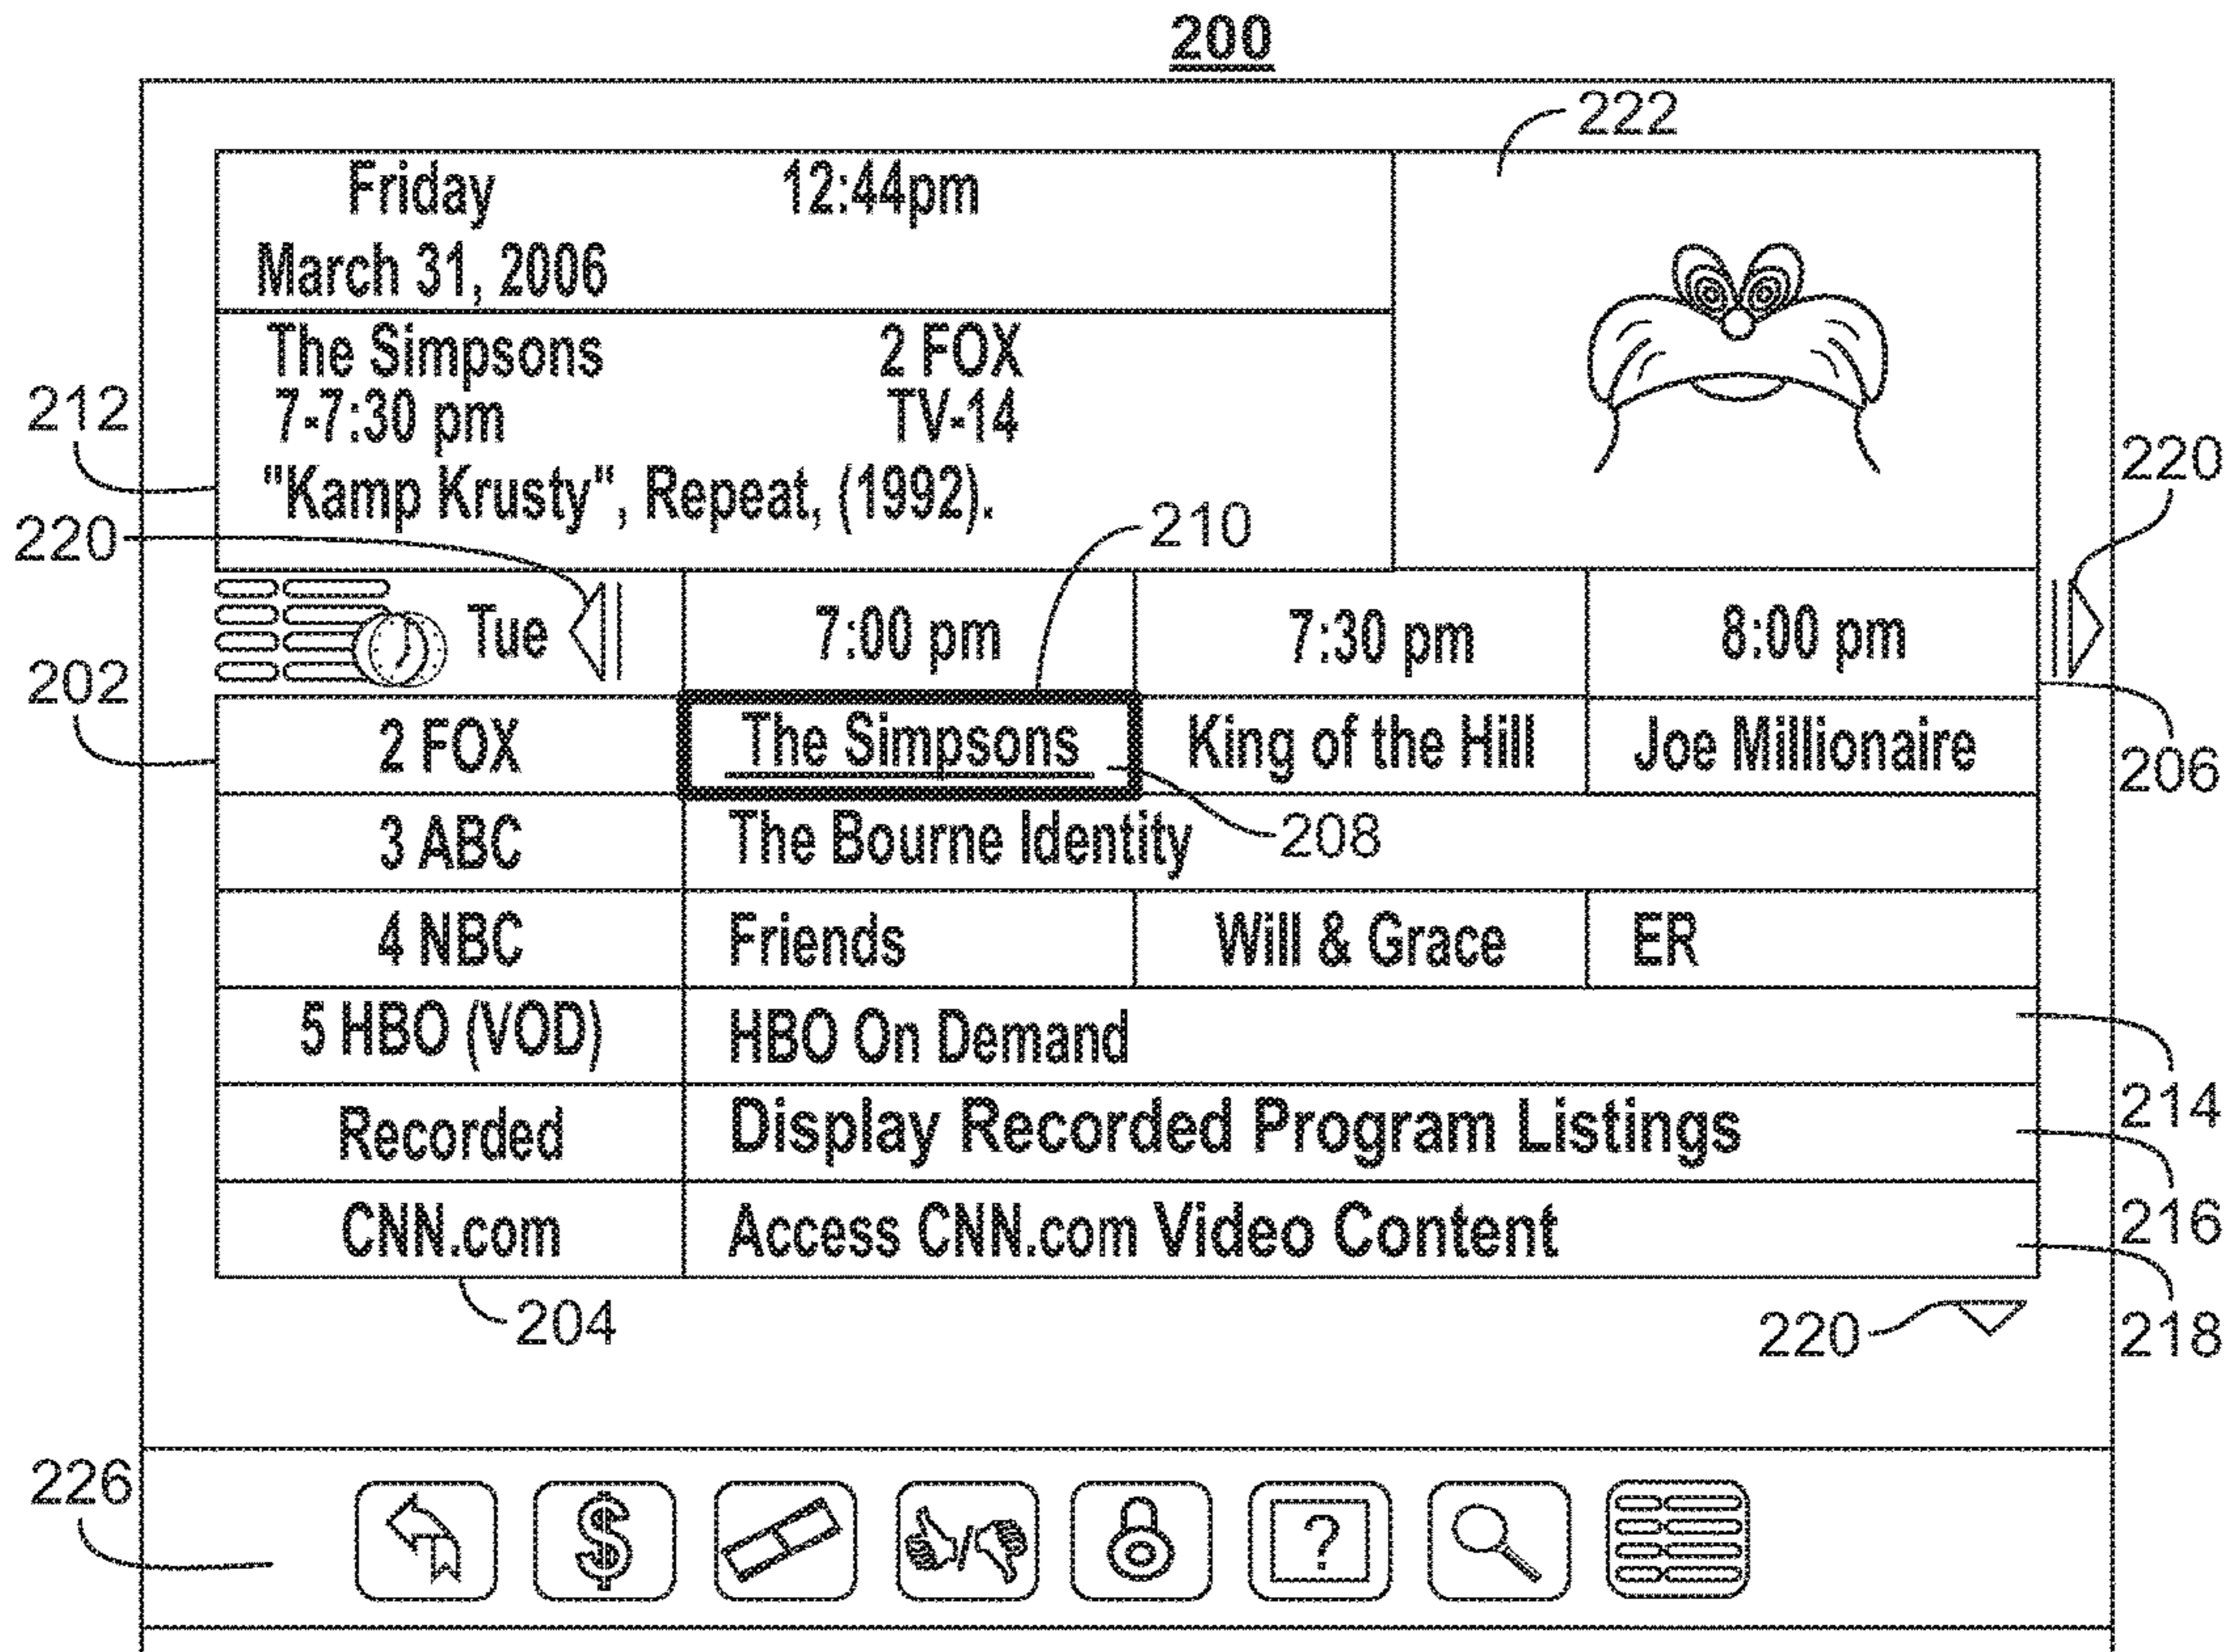 200
222
Friday 12:44pm
March 31, 2006
The Simpsons 2 FOX
7-7:30 pm TV-14
"Kamp Krusty", Repeat, (1992).
212
220
210
220
Tue 7:00 pm 7:30 pm 8:00 pm
202
2 FOX The Simpsons King of the Hill Joe Millionaire
206
3 ABC The Bourne Identity
208
4 NBC Friends Will & Grace ER
5 HBO (VOD) HBO On Demand
214
Recorded Display Recorded Program Listings
216
CNN.com Access CNN.com Video Content
204
220
218
226
$
?